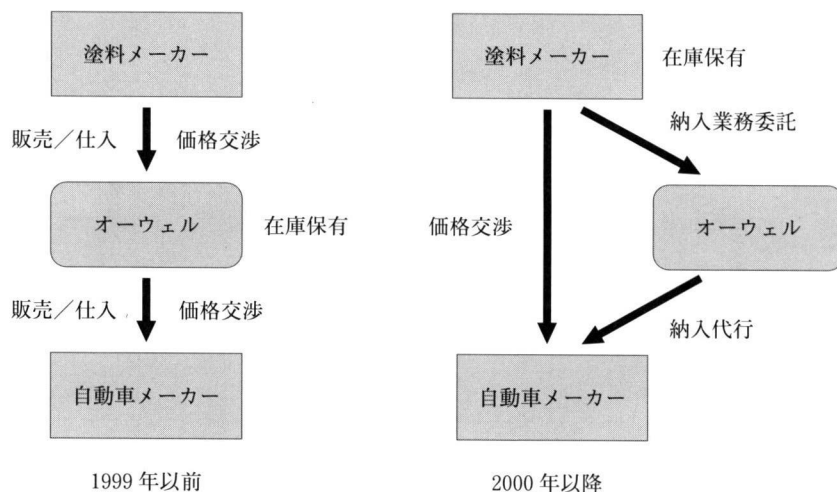 塗料メーカー
販売／仕入 価格交渉
オーウェル 在庫保有
販売／仕入 価格交渉
自動車メーカー
1999 年以前
塗料メーカー 在庫保有
納入業務委託
価格交渉 オーウェル
納入代行
自動車メーカー
2000 年以降